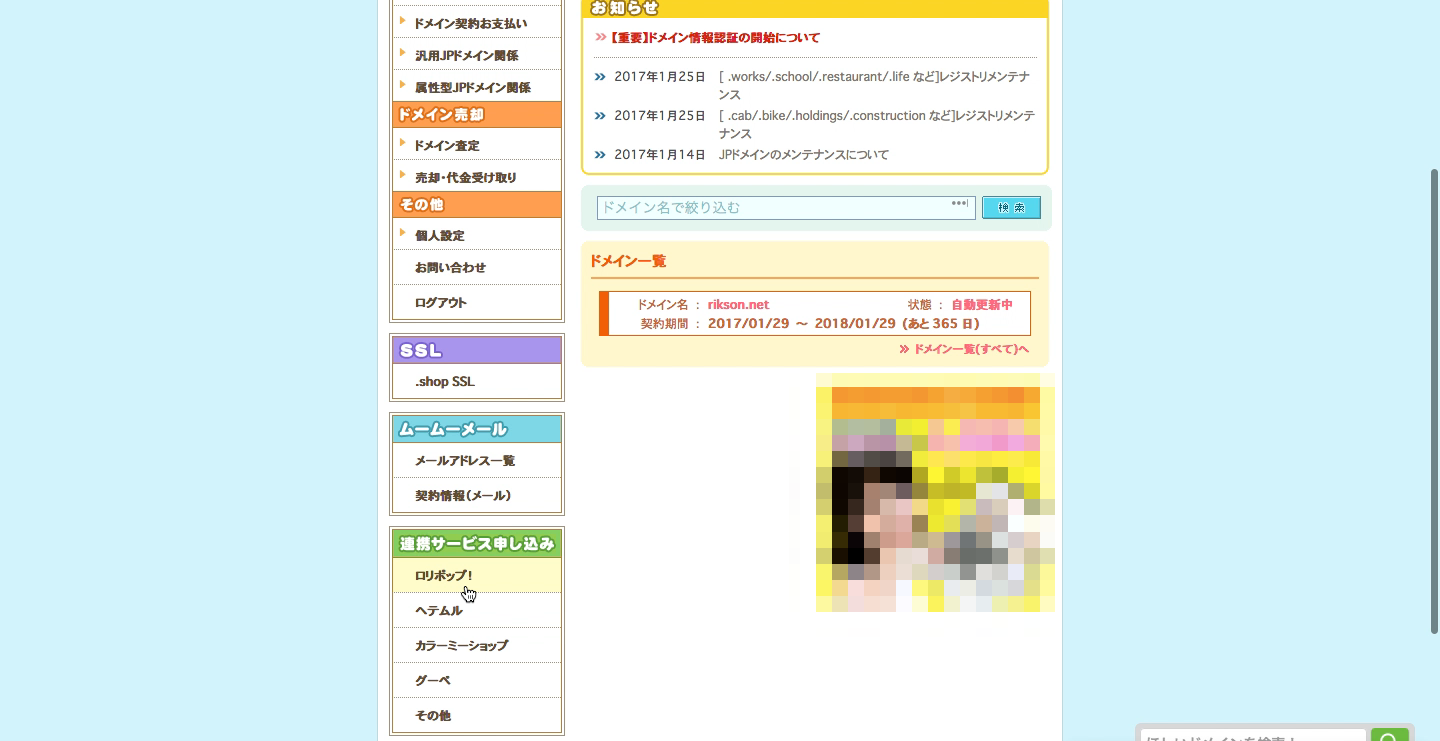 ドメイン契約お支払い
汎用JPドメイン関係
属性型JPドメイン関係
ドメイン売却
ドメイン査定
売却・代金受け取り
その他
個人設定
お問い合わせ
ログアウト
SSL
.shop SSL
ムームーメール
メールアドレス一覧
契約情報(メール)
連携サービス申し込み
ロリポップ!
ヘテムル
カラーミーショップ
グーペ
その他
お知らせ
【重要】ドメイン情報認証の開始について
2017年1月25日 [ .works/.school/.restaurant/.life など]レジストリメンテナ
ンス
2017年1月25日 [ .cab/.bike/.holdings/.construction など]レジストリメンテ
ナンス
2017年1月14日 JPドメインのメンテナンスについて
ドメイン名で絞り込む 検索
ドメイン一覧
ドメイン名 : rikson.net 状態 : 自動更新中
契約期間 : 2017/01/29 ~ 2018/01/29 (あと 365 日)
ドメイン一覧(すべて)へ
ほしいドメインを検索!